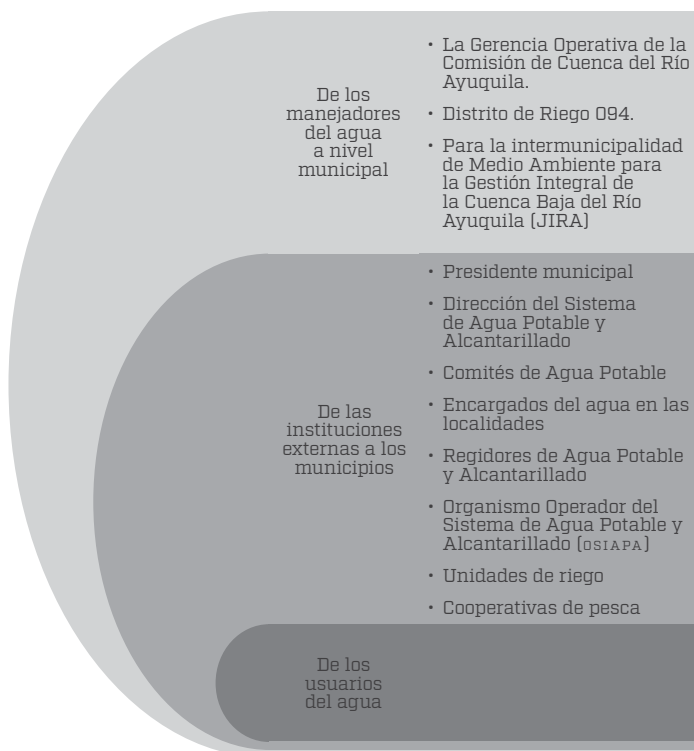 De los
manejadores
del agua
a nivel
municipal
• La Gerencia Operativa de la
Comisión de Cuenca del Río
Ayuquila.
• Distrito de Riego 094.
• Para la intermunicipalidad
de Medio Ambiente para
la Gestión Integral de
la Cuenca Baja del Río
Ayuquila (JIRA)
De las
instituciones
externas a los
municipios
• Presidente municipal
• Dirección del Sistema
de Agua Potable y
Alcantarillado
• Comités de Agua Potable
• Encargados del agua en las
localidades
• Regidores de Agua Potable
y Alcantarillado
• Organismo Operador del
Sistema de Agua Potable y
Alcantarillado (OSIAPA)
• Unidades de riego
• Cooperativas de pesca
De los
usuarios
del agua